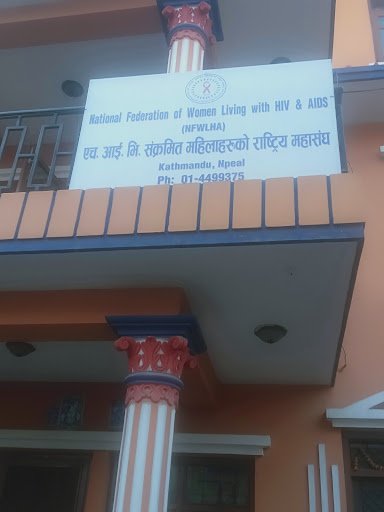 National Federation of Women Living with HIV & AIDS
(NFWLHA)
एच. आई. भि. संक्रमित महिलाहरूको राष्ट्रिय महासंघ
Kathmandu, Npeal
Ph: 01-4499375